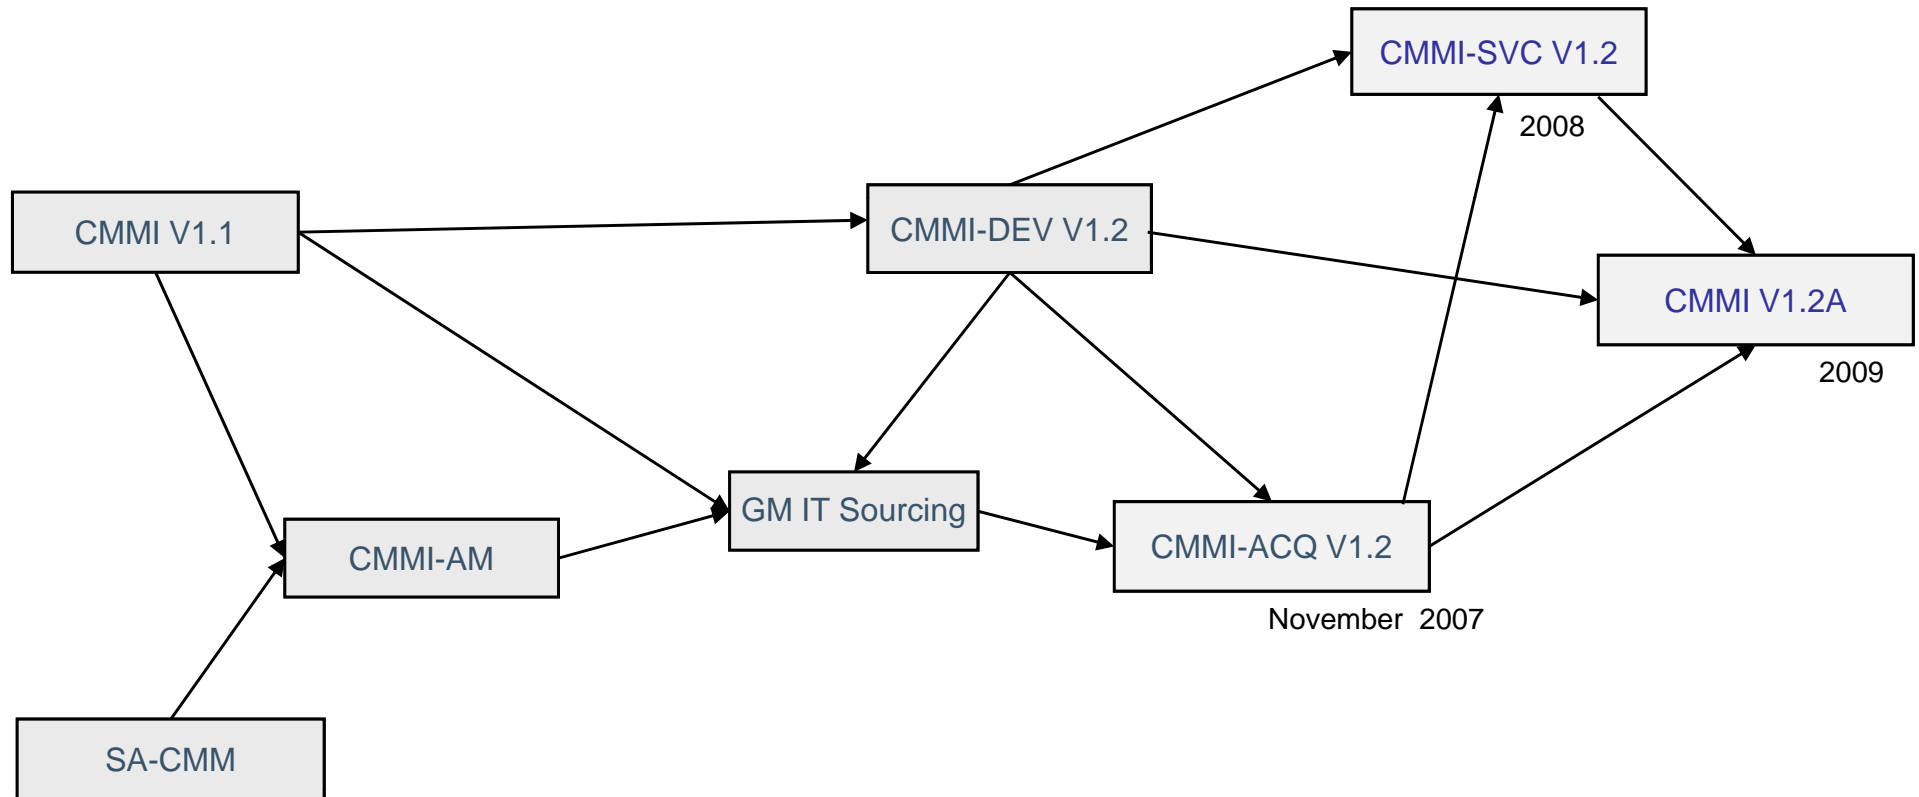 CMMI-SVC V1.2
2008
CMMI V1.1
CMMI-DEV V1.2
CMMI V1.2A
2009
GM IT Sourcing
CMMI-AM
CMMI-ACQ V1.2
November 2007
SA-CMM